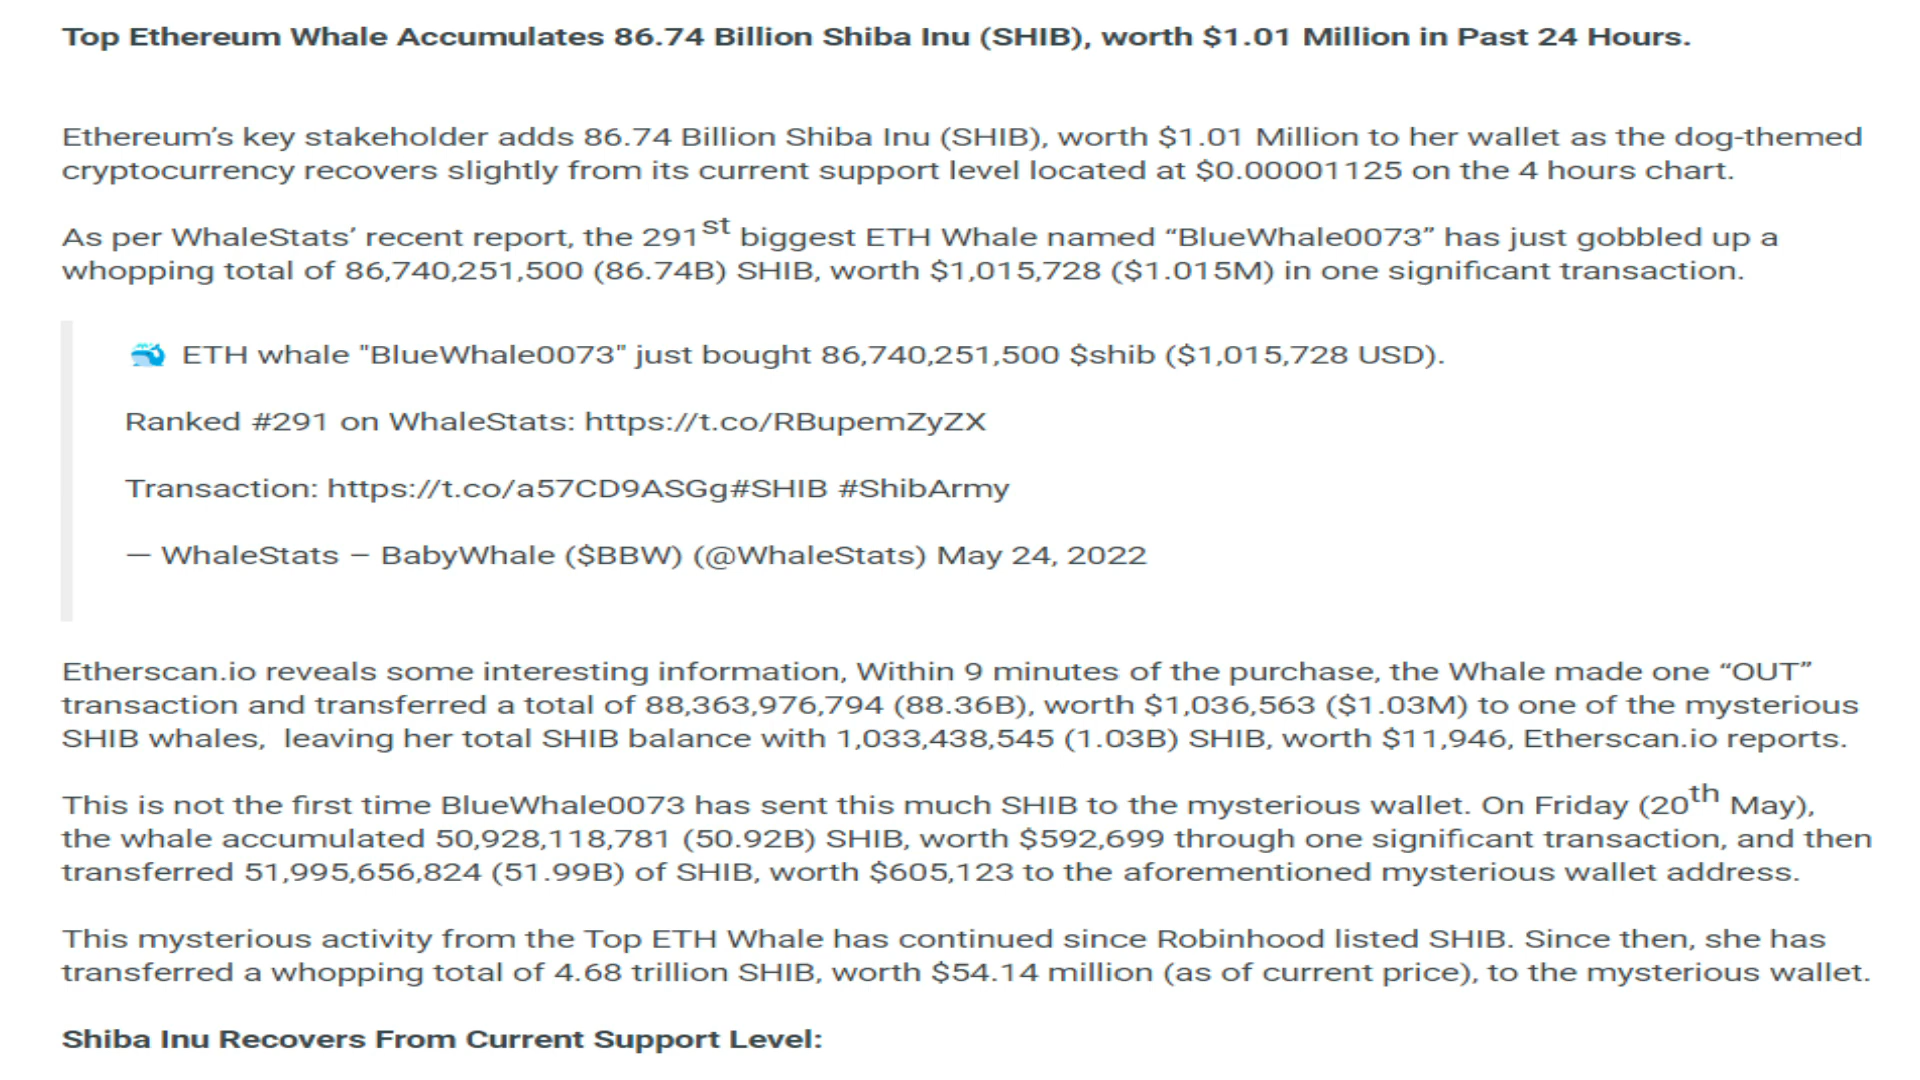 Top Ethereum Whale Accumulates 86.74 Billion Shiba Inu (SHIB), worth $1.01 Million in Past 24 Hours.
Ethereum’s key stakeholder adds 86.74 Billion Shiba Inu (SHIB), worth $1.01 Million to her wallet as the dog-themed
cryptocurrency recovers slightly from its current support level located at $0.00001125 on the 4 hours chart.
As per WhaleStats’ recent report, the 291st biggest ETH Whale named “BlueWhale0073” has just gobbled up a
whopping total of 86,740,251,500 (86.74B) SHIB, worth $1,015,728 ($1.015M) in one significant transaction.
🐳 ETH whale "BlueWhale0073" just bought 86,740,251,500 $shib ($1,015,728 USD).
Ranked #291 on WhaleStats: https://t.co/RBupemZyZX
Transaction: https://t.co/a57CD9ASGg#SHIB #ShibArmy
— WhaleStats – BabyWhale ($BBW) (@WhaleStats) May 24, 2022
Etherscan.io reveals some interesting information, Within 9 minutes of the purchase, the Whale made one “OUT”
transaction and transferred a total of 88,363,976,794 (88.36B), worth $1,036,563 ($1.03M) to one of the mysterious
SHIB whales,  leaving her total SHIB balance with 1,033,438,545 (1.03B) SHIB, worth $11,946, Etherscan.io reports.
This is not the first time BlueWhale0073 has sent this much SHIB to the mysterious wallet. On Friday (20th May),
the whale accumulated 50,928,118,781 (50.92B) SHIB, worth $592,699 through one significant transaction, and then
transferred 51,995,656,824 (51.99B) of SHIB, worth $605,123 to the aforementioned mysterious wallet address.
This mysterious activity from the Top ETH Whale has continued since Robinhood listed SHIB. Since then, she has
transferred a whopping total of 4.68 trillion SHIB, worth $54.14 million (as of current price), to the mysterious wallet.
Shiba Inu Recovers From Current Support Level: